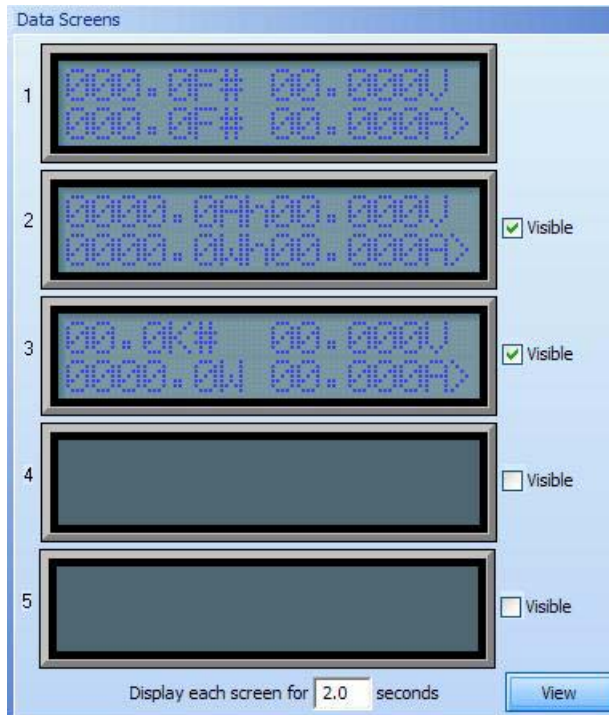 Data Screens
1
000.0F# 00.000V
000.0F# 00.000A>
2
0000.0Ah00.000V
0000.0Wh00.000A>
Visible
3
00.0K# 00.000V
0000.0W 00.000A>
Visible
4
Visible
5
Visible
Display each screen for 2.0 seconds View